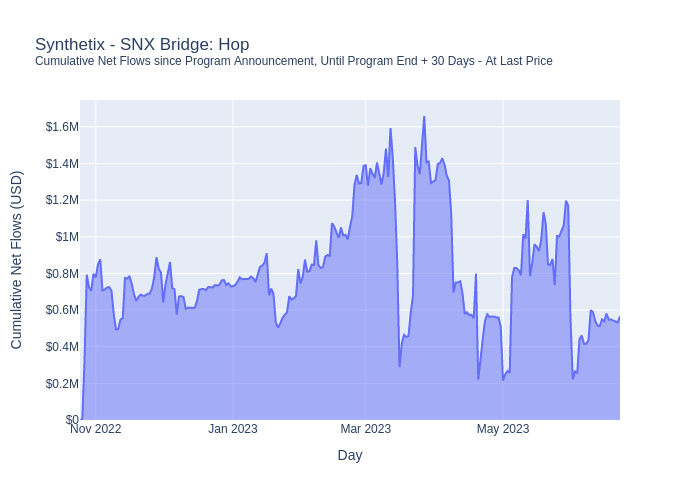 Synthetix - SNX Bridge: Hop
Cumulative Net Flows since Program Announcement, Until Program End + 30 Days - At Last Price
Cumulative Net Flows (USD)
$1.6M
$1.4M
$1.2M
$1M
$0.8M
$0.6M
$0.4M
$0.2M
$0
Nov 2022
Jan 2023
Mar 2023
May 2023
Day